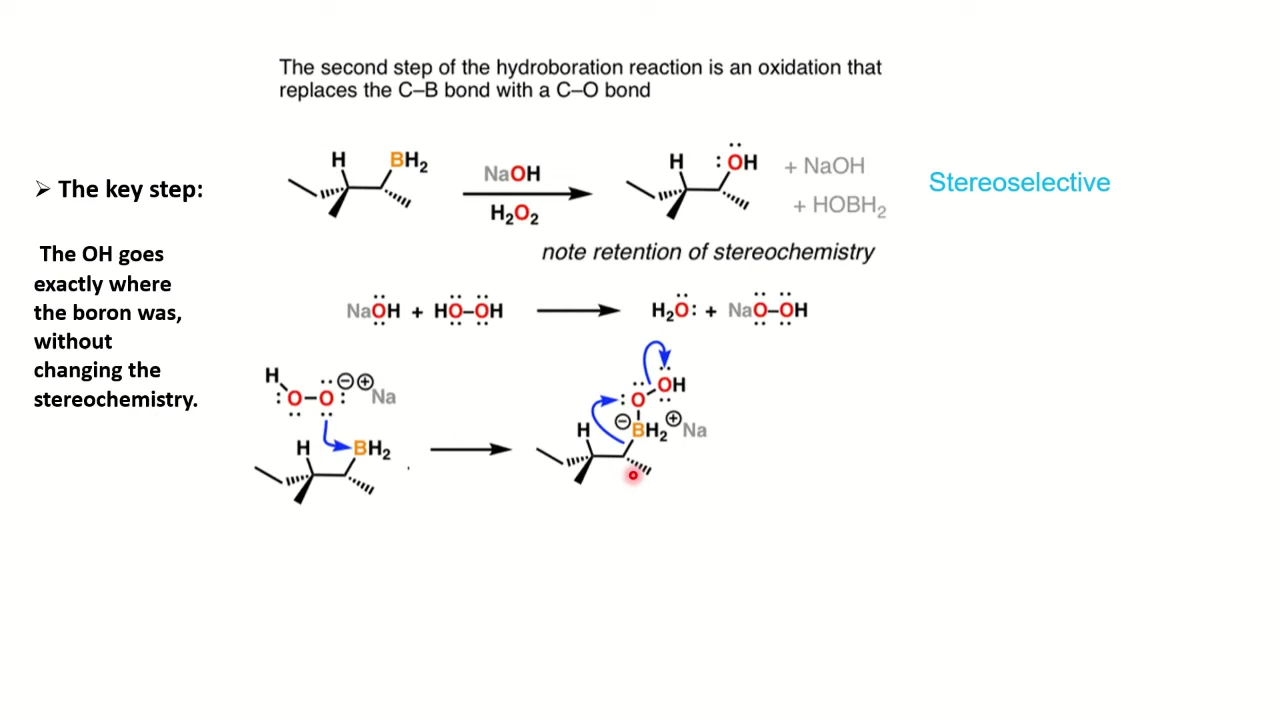 The second step of the hydroboration reaction is an oxidation that
replaces the C–B bond with a C–O bond
➢ The key step:
The OH goes
exactly where
the boron was,
without
changing the
stereochemistry.
H BH₂
NaOH
H₂O₂
H :OH
+ NaOH
+ HOBH₂
Stereoselective
note retention of stereochemistry
NaOH + HO–OH H₂O: + NaO–OH
H
:O–O: ⊖ ⊕ Na
H BH₂
OH
:O
H ⊖ BH₂ ⊕ Na